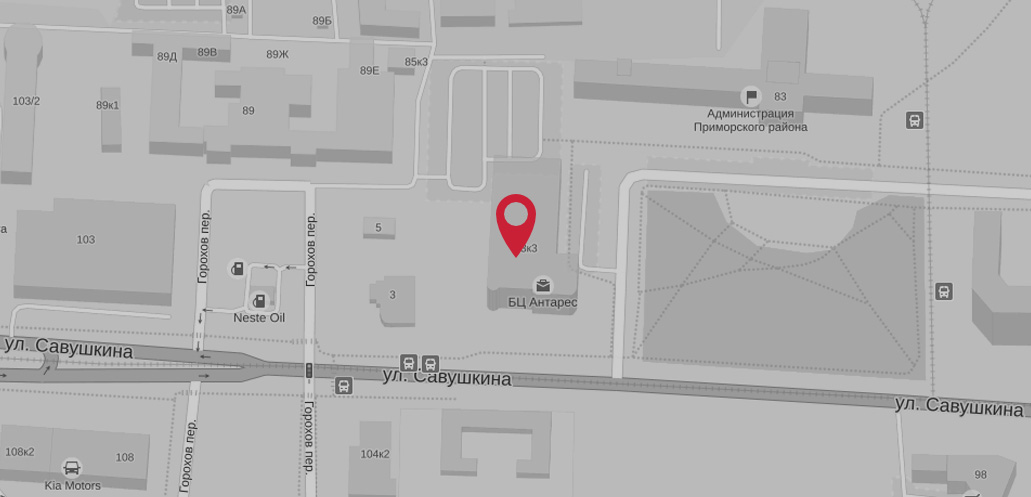 89А
89Б
89Д
89В
89Ж
89Е
85к3
103/2
89к1
89
83
Администрация
Приморского района
103
5
3
Горохов пер.
Горохов пер.
БЦ Антарес
Neste Oil
ул. Савушкина
ул. Савушкина
ул. Савушкина
Горохов пер.
Горохов пер.
108к2
108
Kia Motors
104к2
98